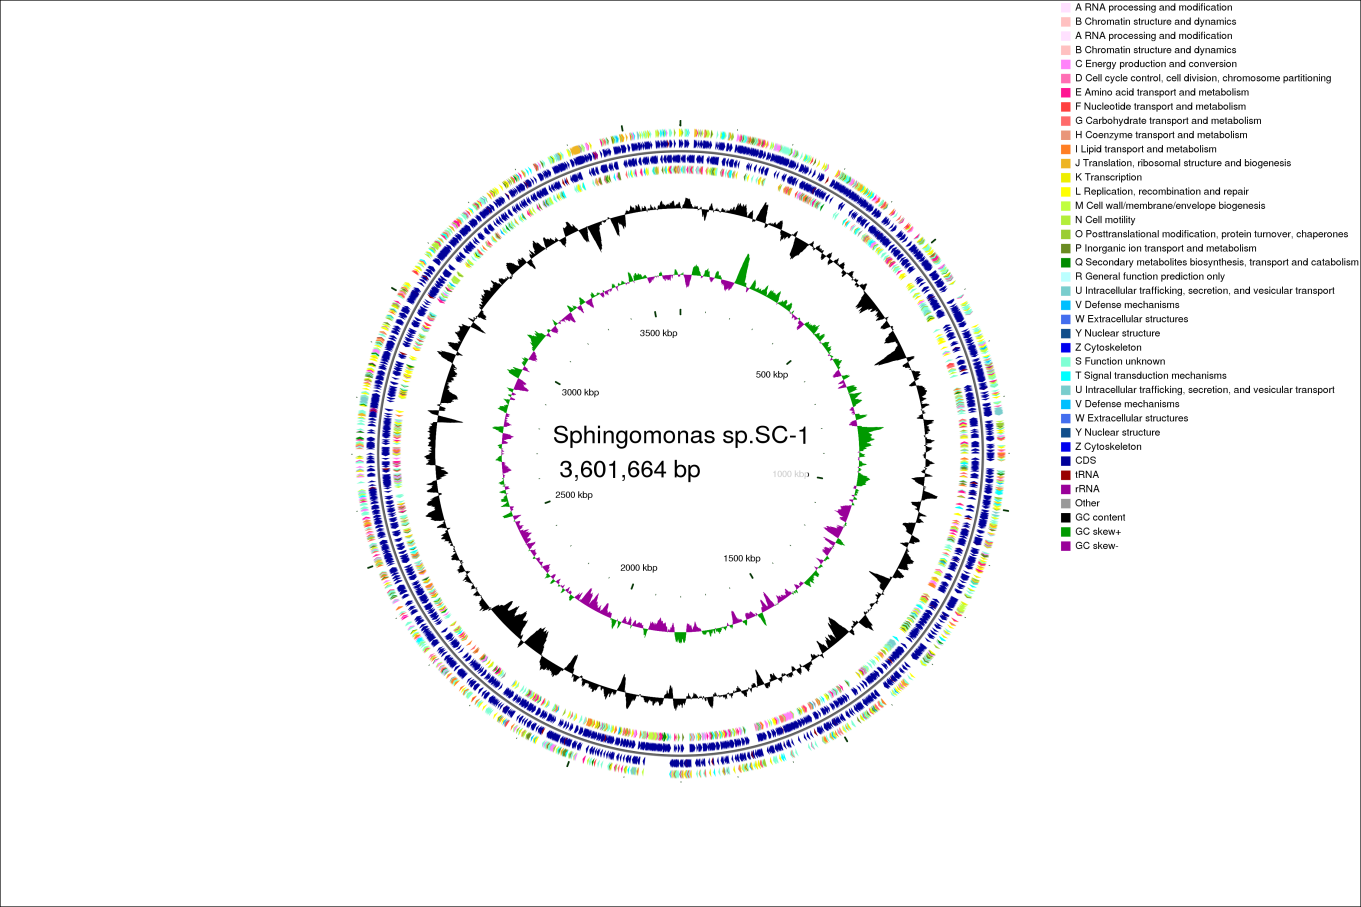 A RNA processing and modification
B Chromatin structure and dynamics
A RNA processing and modification
B Chromatin structure and dynamics
C Energy production and conversion
D Cell cycle control, cell division, chromosome partitioning
E Amino acid transport and metabolism
F Nucleotide transport and metabolism
G Carbohydrate transport and metabolism
H Coenzyme transport and metabolism
I Lipid transport and metabolism
J Translation, ribosomal structure and biogenesis
K Transcription
L Replication, recombination and repair
M Cell wall/membrane/envelope biogenesis
N Cell motility
O Posttranslational modification, protein turnover, chaperones
P Inorganic ion transport and metabolism
Q Secondary metabolites biosynthesis, transport and catabolism
R General function prediction only
U Intracellular trafficking, secretion, and vesicular transport
V Defense mechanisms
W Extracellular structures
Y Nuclear structure
Z Cytoskeleton
S Function unknown
T Signal transduction mechanisms
U Intracellular trafficking, secretion, and vesicular transport
V Defense mechanisms
W Extracellular structures
Y Nuclear structure
Z Cytoskeleton
CDS
tRNA
rRNA
Other
GC content
GC skew+
GC skew-
3500 kbp
500 kbp
3000 kbp
Sphingomonas sp.SC-1
3,601,664 bp
1000 kbp
2500 kbp
1500 kbp
2000 kbp